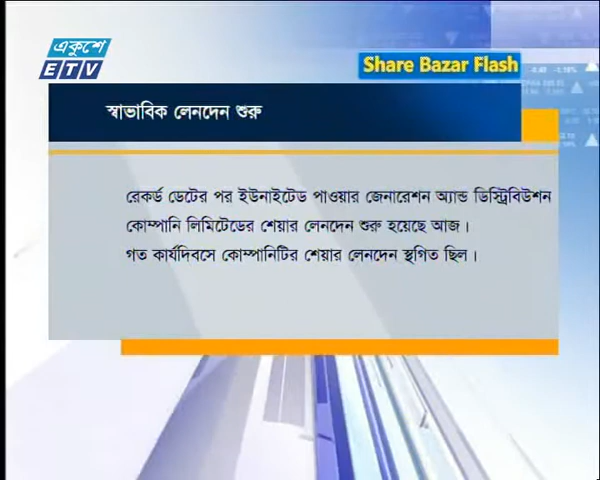 একুশে
ETV
Share Bazar Flash
স্বাভাবিক লেনদেন শুরু
রেকর্ড ডেটের পর ইউনাইটেড পাওয়ার জেনারেশন অ্যান্ড ডিস্ট্রিবিউশন
কোম্পানি লিমিটেডের শেয়ার লেনদেন শুরু হয়েছে আজ।
গত কার্যদিবসে কোম্পানিটির শেয়ার লেনদেন স্থগিত ছিল।